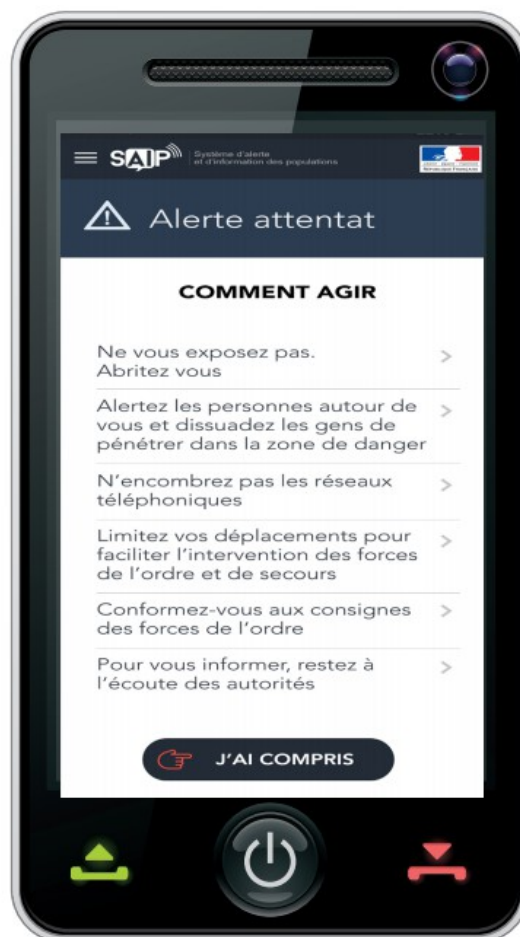 SAIP Système d'alerte
et d'information des populations
Alerte attentat
COMMENT AGIR
Ne vous exposez pas.
Abritez vous
Alertez les personnes autour de
vous et dissuadez les gens de
pénétrer dans la zone de danger
N'encombrez pas les réseaux
téléphoniques
Limitez vos déplacements pour
faciliter l'intervention des forces
de l'ordre et de secours
Conformez-vous aux consignes
des forces de l'ordre
Pour vous informer, restez à
l'écoute des autorités
J'AI COMPRIS